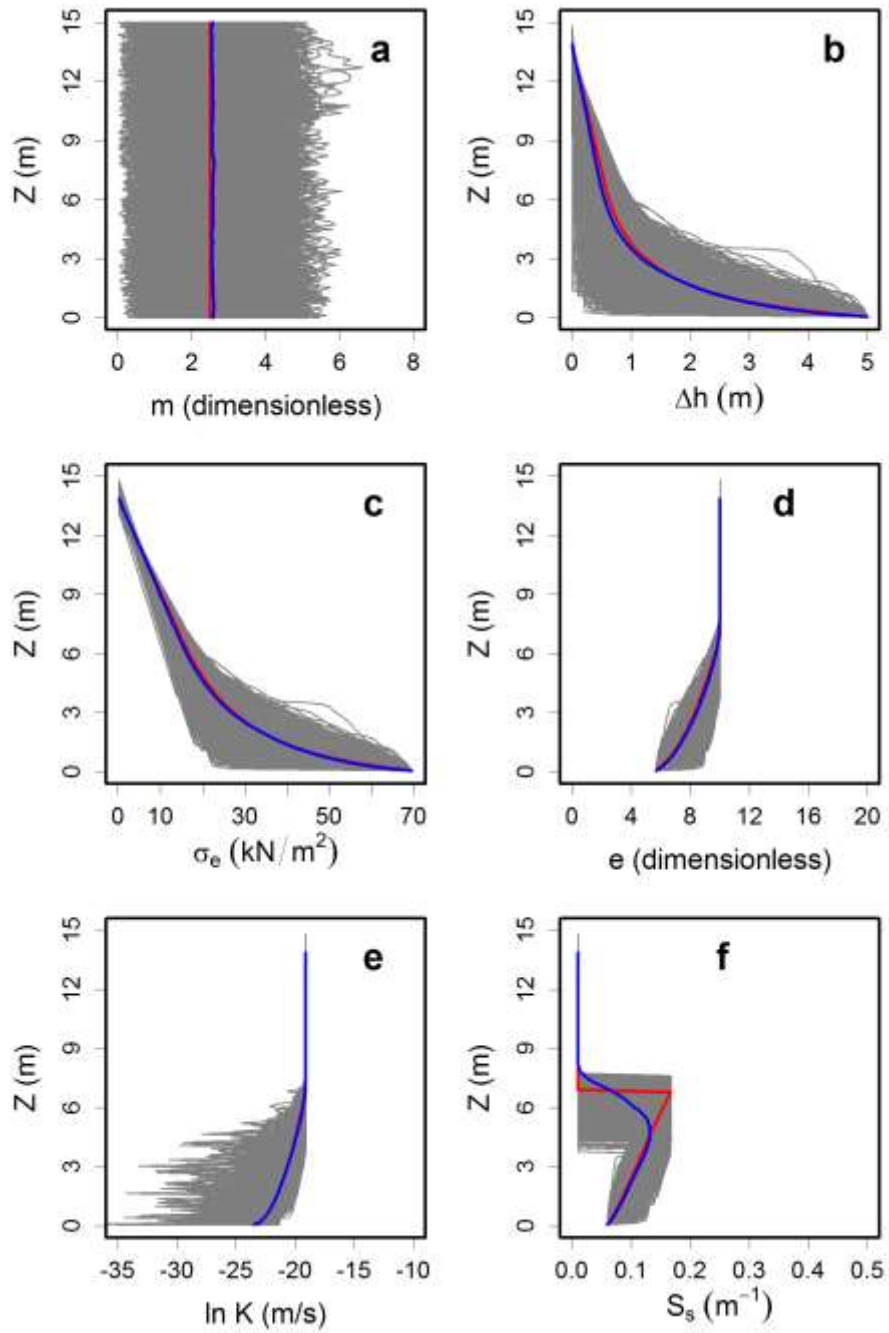 a
Z (m)
0 3 6 9 12 15
0 2 4 6 8
m (dimensionless)
b
Z (m)
0 3 6 9 12 15
0 1 2 3 4 5
Δh (m)
c
Z (m)
0 3 6 9 12 15
0 10 30 50 70
σe (kN/m²)
d
Z (m)
0 3 6 9 12 15
0 4 8 12 16 20
e (dimensionless)
e
Z (m)
0 3 6 9 12 15
-35 -30 -25 -20 -15 -10
ln K (m/s)
f
Z (m)
0 3 6 9 12 15
0.0 0.1 0.2 0.3 0.4 0.5
Ss (m⁻¹)